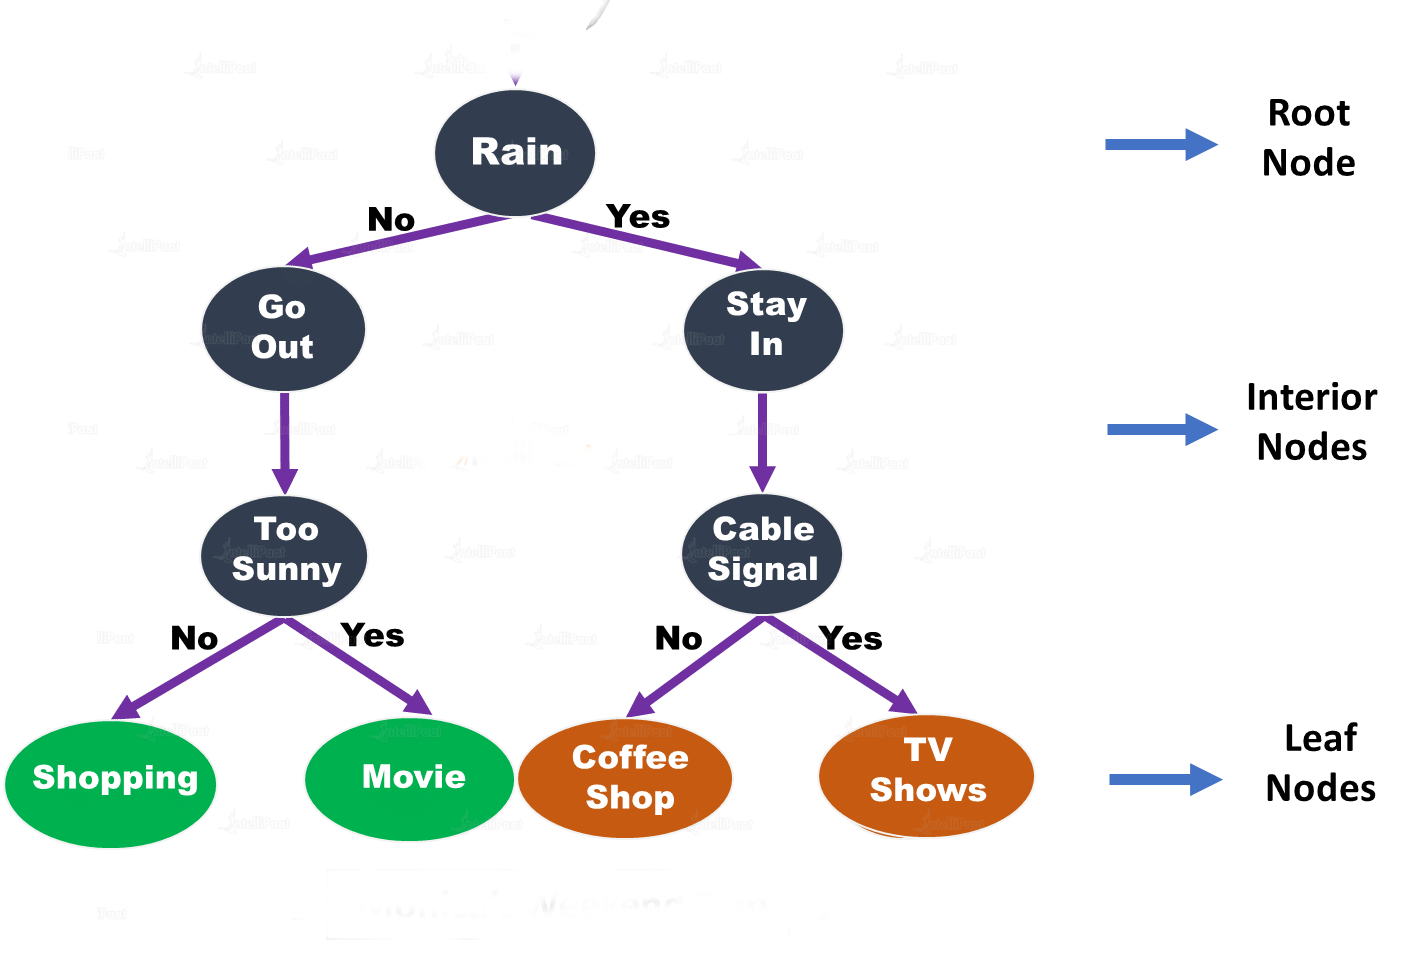 Rain
Root
Node
No
Yes
Go
Out
Stay
In
Interior
Nodes
Too
Sunny
Cable
Signal
No
Yes
No
Yes
Shopping
Movie
Coffee
Shop
TV
Shows
Leaf
Nodes